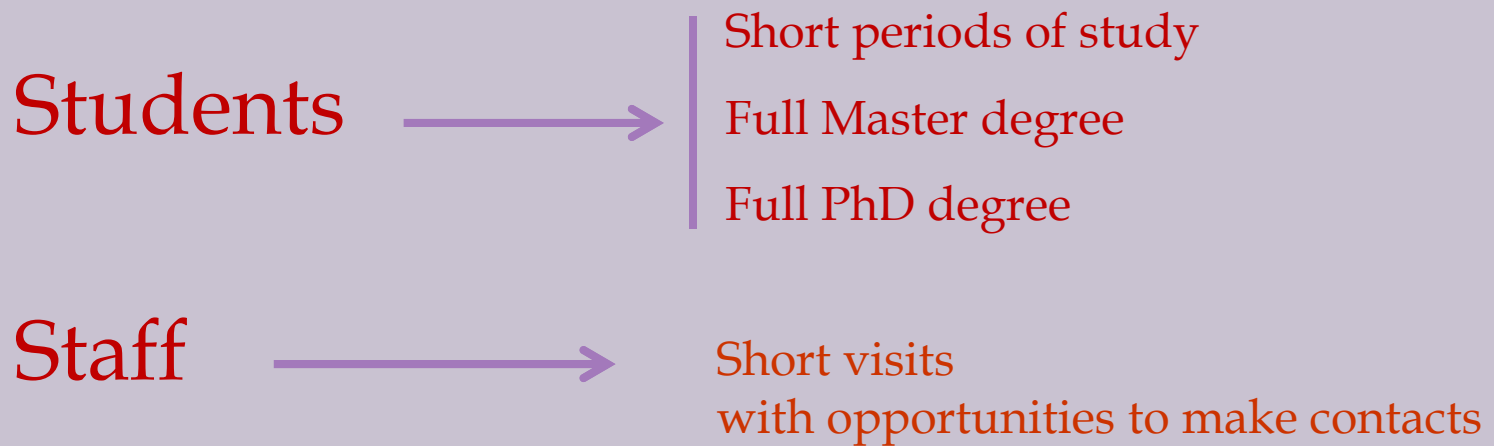 Students
Short periods of study
Full Master degree
Full PhD degree
Staff
Short visits
with opportunities to make contacts